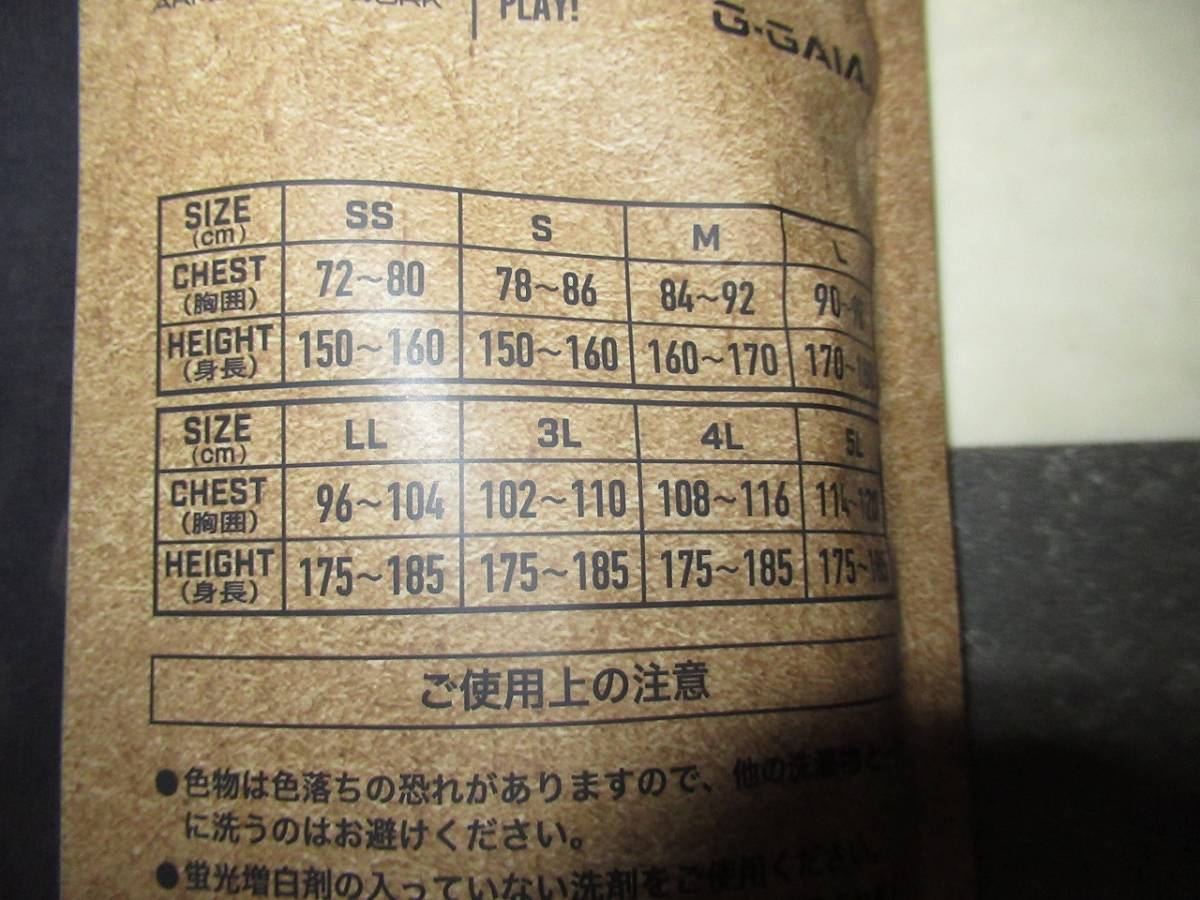 PLAY!
G-GAIA
SIZE (cm) SS S M L
CHEST (胸囲) 72～80 78～86 84～92 90～
HEIGHT (身長) 150～160 150～160 160～170 170～
SIZE (cm) LL 3L 4L 5L
CHEST (胸囲) 96～104 102～110 108～116 114～
HEIGHT (身長) 175～185 175～185 175～185 175～
ご使用上の注意
●色物は色落ちの恐れがありますので、他の洗濯物と
に洗うのはお避けください。
●蛍光増白剤の入っていない洗剤をご使用ください。